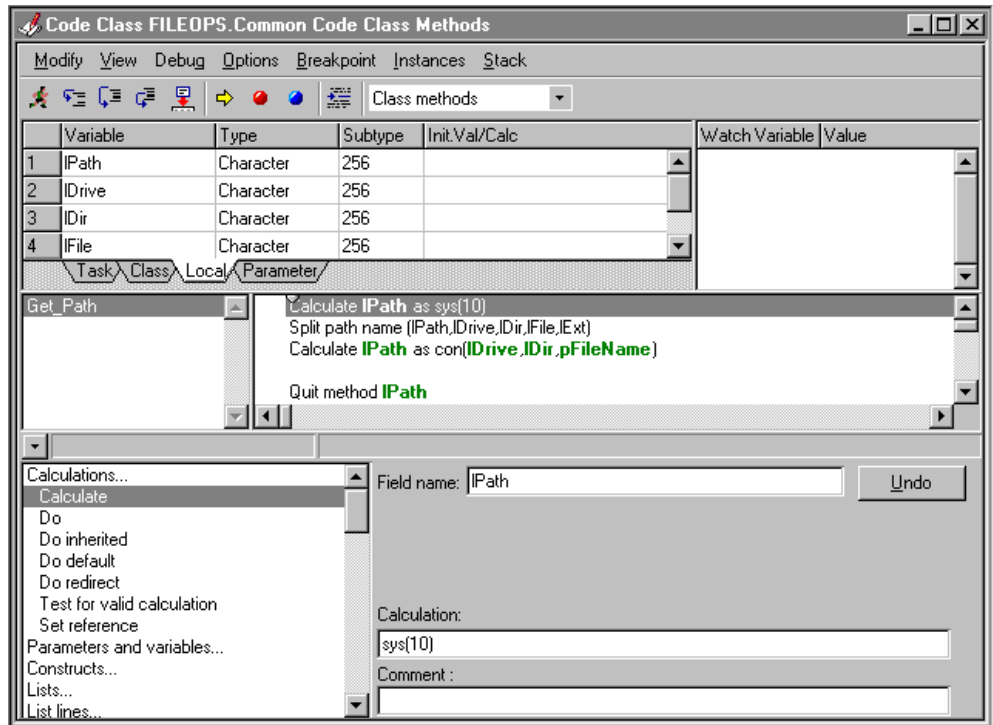 Code Class FILEOPS.Common Code Class Methods
Modify View Debug Options Breakpoint Instances Stack
Class methods
Variable Type Subtype Init.Val/Calc Watch Variable Value
1 lPath Character 256
2 lDrive Character 256
3 lDir Character 256
4 lFile Character 256
Task Class Local Parameter
Get_Path
Calculate lPath as sys(10)
Split path name (lPath,lDrive,lDir,lFile,lExt)
Calculate lPath as con(lDrive,lDir,pFileName)
Quit method lPath
Calculations...
Calculate
Do
Do inherited
Do default
Do redirect
Test for valid calculation
Set reference
Parameters and variables...
Constructs...
Lists...
List lines...
Field name: lPath
Undo
Calculation:
sys(10)
Comment :